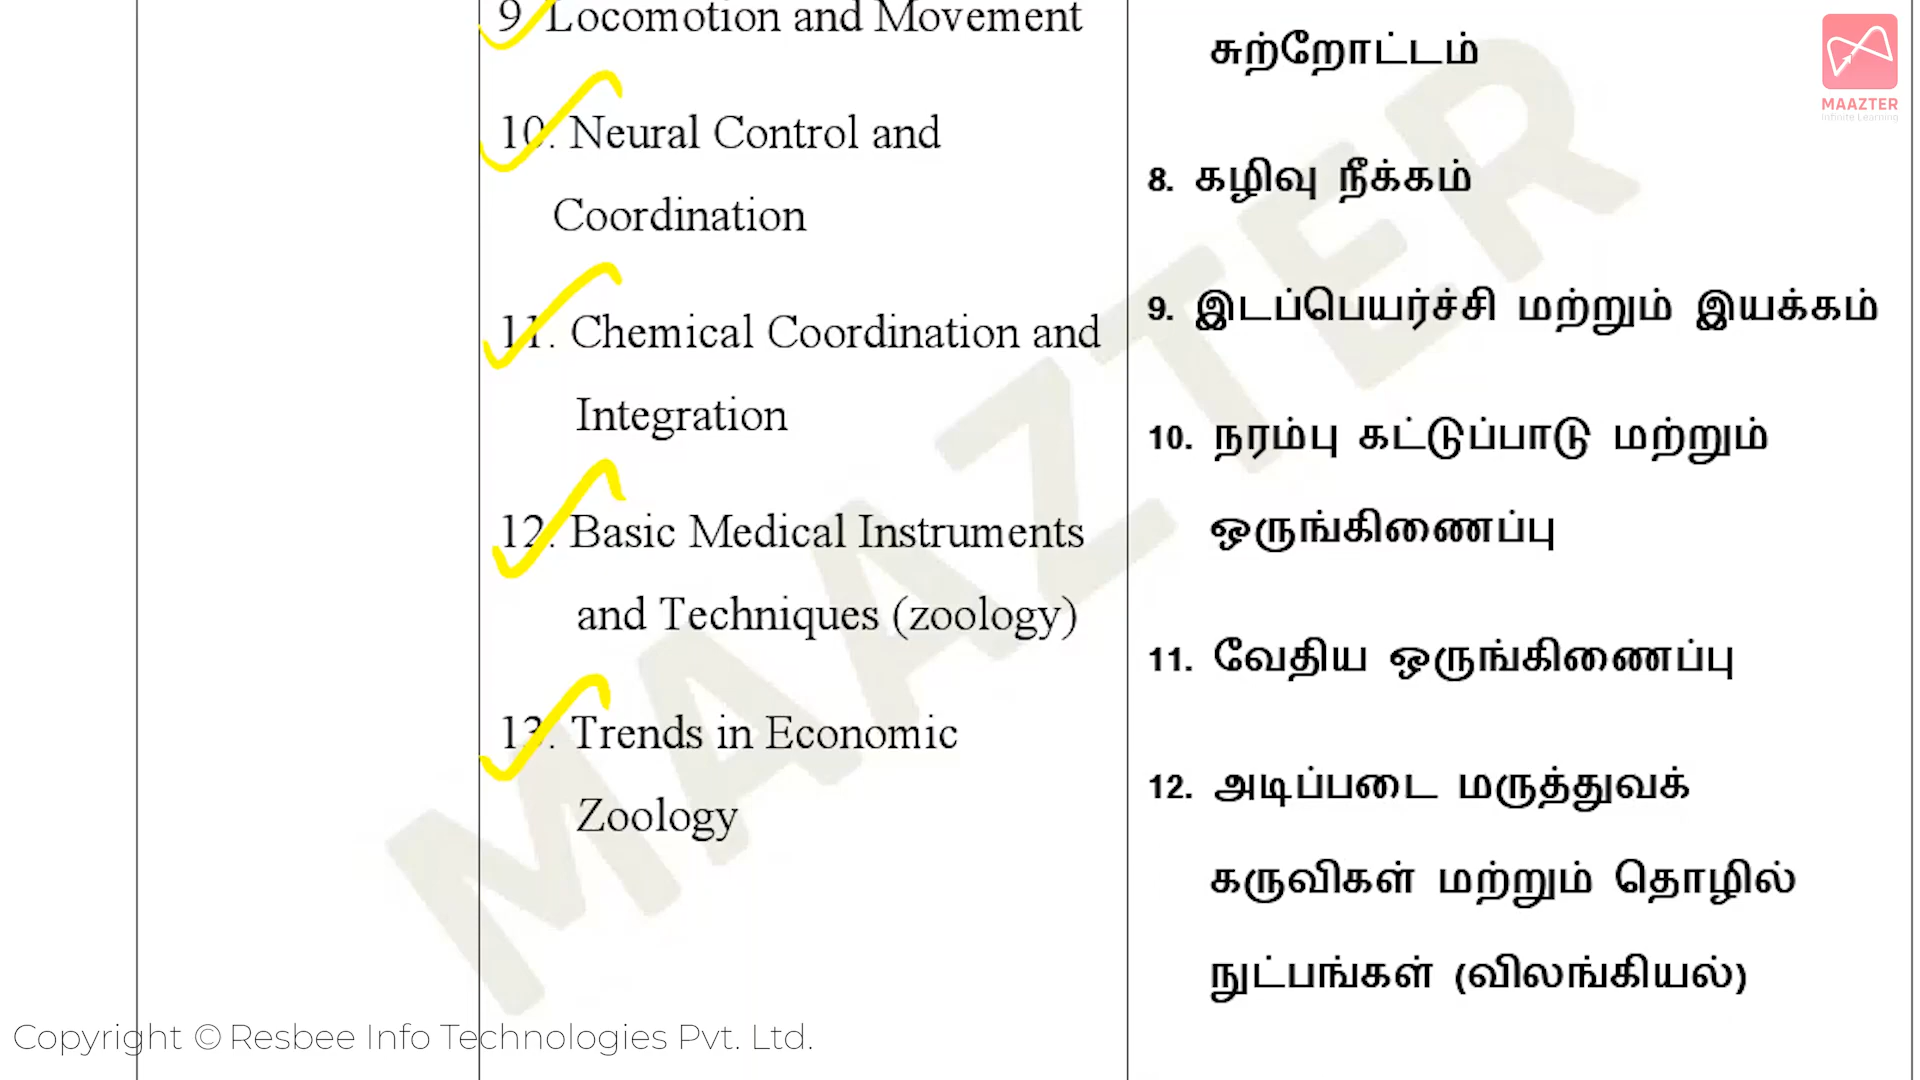 9. Locomotion and Movement
10. Neural Control and
Coordination
11. Chemical Coordination and
Integration
12. Basic Medical Instruments
and Techniques (zoology)
13. Trends in Economic
Zoology
சுற்றோட்டம்
8. கழிவு நீக்கம்
9. இடப்பெயர்ச்சி மற்றும் இயக்கம்
10. நரம்பு கட்டுப்பாடு மற்றும்
ஒருங்கிணைப்பு
11. வேதிய ஒருங்கிணைப்பு
12. அடிப்படை மருத்துவக்
கருவிகள் மற்றும் தொழில்
நுட்பங்கள் (விலங்கியல்)
MAAZTER
Infinite Learning
MAAZTER
Copyright © Resbee Info Technologies Pvt. Ltd.